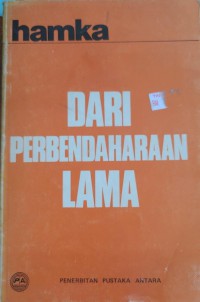 hamka
DARI
PERBENDAHARAAN
LAMA
PENERBITAN PUSTAKA ANTARA